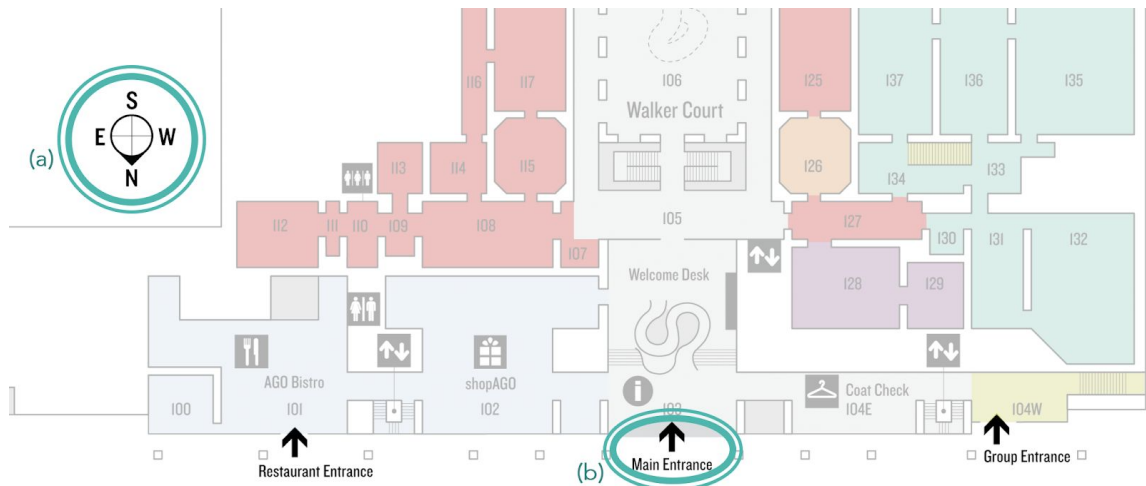 S
E W
N
(a)
116
117
106
Walker Court
125
137
136
135
113
114
115
126
134
133
112
111
110
109
108
107
105
127
130
131
132
Welcome Desk
128
129
AGO Bistro
shopAGO
i
Coat Check
100
101
102
103
104E
104W
Restaurant Entrance
(b)
Main Entrance
Group Entrance